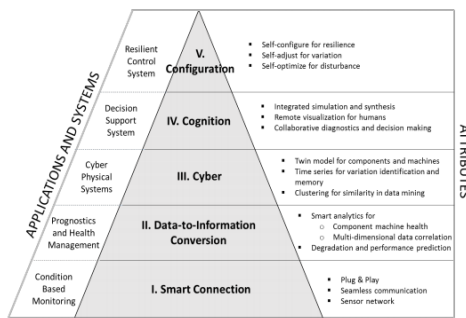 APPLICATIONS AND SYSTEMS
ATTRIBUTES
Resilient
Control
System
V.
Configuration
▪ Self-configure for resilience
▪ Self-adjust for variation
▪ Self-optimize for disturbance
Decision
Support
System
IV. Cognition
▪ Integrated simulation and synthesis
▪ Remote visualization for humans
▪ Collaborative diagnostics and decision making
Cyber
Physical
Systems
III. Cyber
▪ Twin model for components and machines
▪ Time series for variation identification and
memory
▪ Clustering for similarity in data mining
Prognostics
and Health
Management
II. Data-to-Information
Conversion
▪ Smart analytics for
o Component machine health
o Multi-dimensional data correlation
▪ Degradation and performance prediction
Condition
Based
Monitoring
I. Smart Connection
▪ Plug & Play
▪ Seamless communication
▪ Sensor network